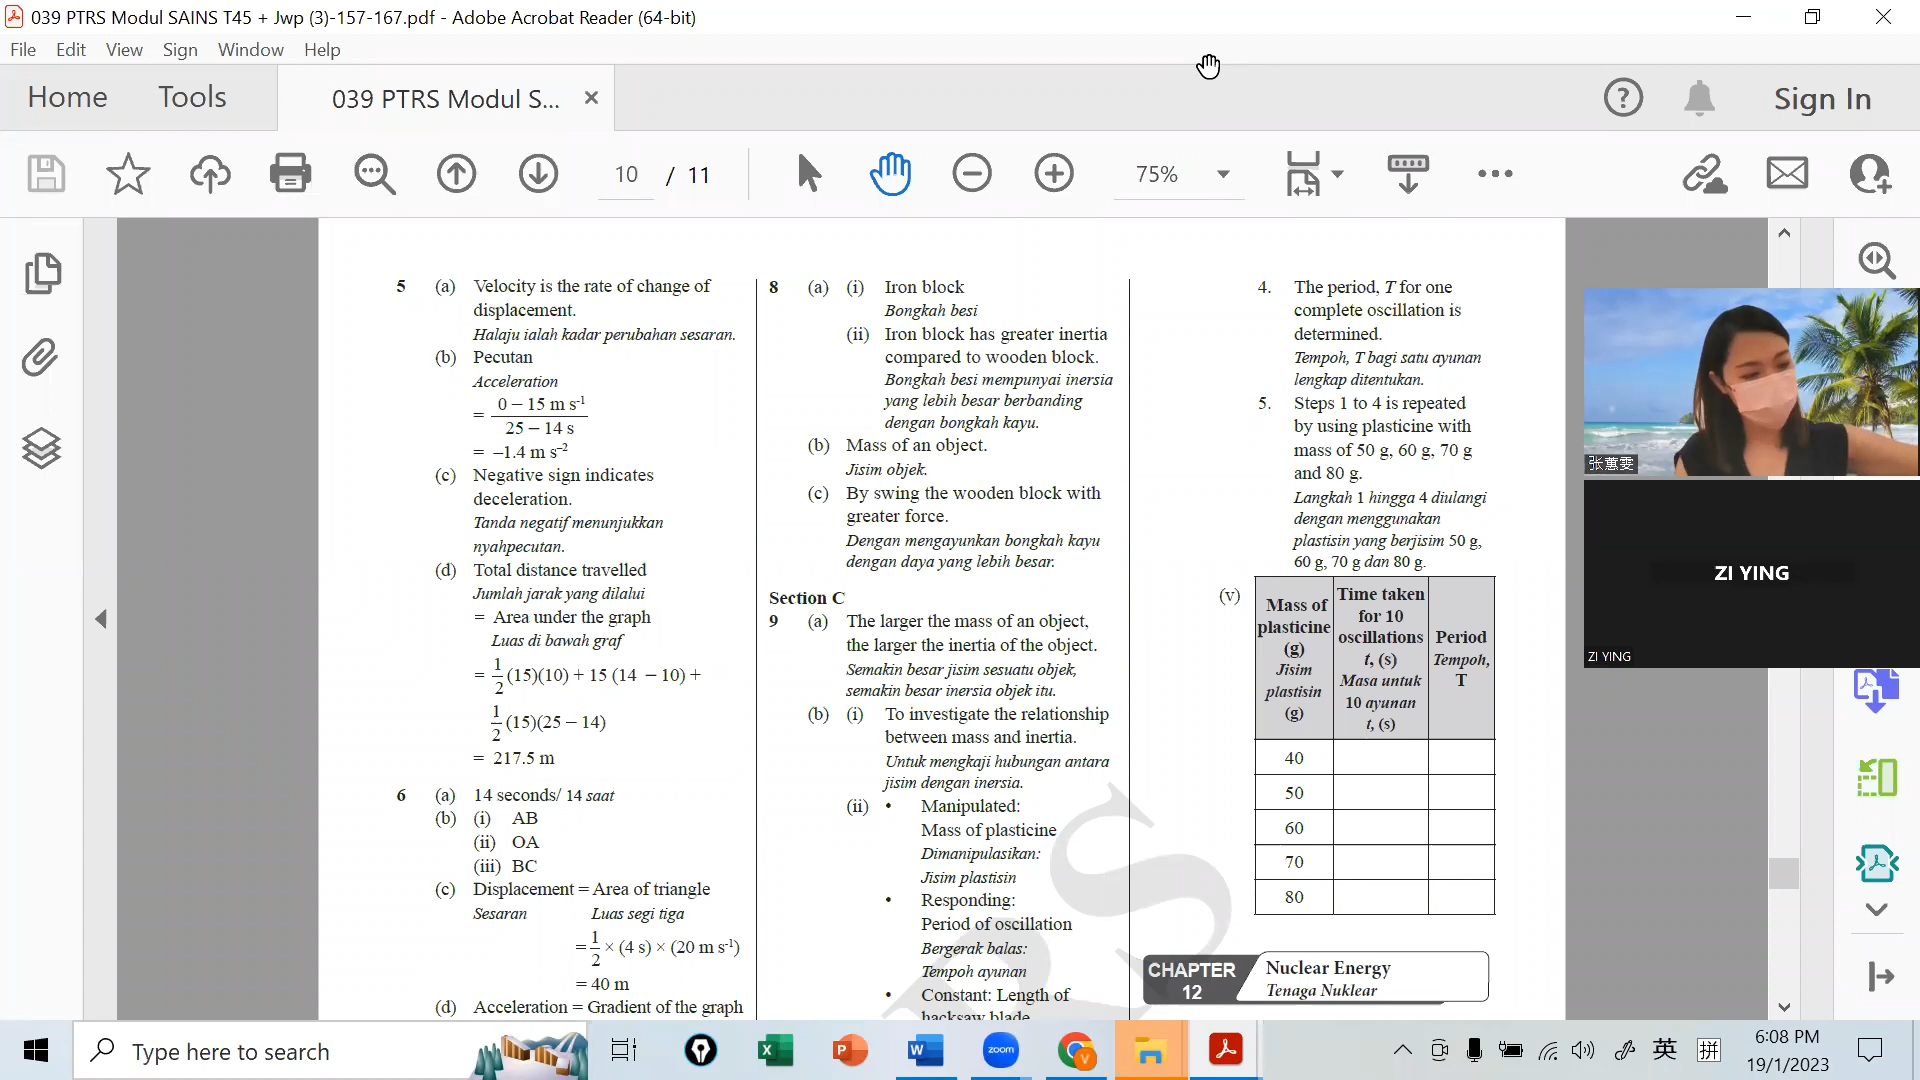 039 PTRS Modul SAINS T45 + Jwp (3)-157-167.pdf - Adobe Acrobat Reader (64-bit)
File Edit View Sign Window Help
Home Tools 039 PTRS Modul S... × Sign In
10 / 11 75%
5 (a) Velocity is the rate of change of
displacement.
Halaju ialah kadar perubahan sesaran.
(b) Pecutan
Acceleration
= 0 – 15 m s⁻¹
25 – 14 s
= –1.4 m s⁻²
(c) Negative sign indicates
deceleration.
Tanda negatif menunjukkan
nyahpecutan.
(d) Total distance travelled
Jumlah jarak yang dilalui
= Area under the graph
Luas di bawah graf
= 1/2 (15)(10) + 15 (14 – 10) +
1/2 (15)(25 – 14)
= 217.5 m
6 (a) 14 seconds/ 14 saat
(b) (i) AB
(ii) OA
(iii) BC
(c) Displacement = Area of triangle
Sesaran Luas segi tiga
= 1/2 × (4 s) × (20 m s⁻¹)
= 40 m
(d) Acceleration = Gradient of the graph
8 (a) (i) Iron block
Bongkah besi
(ii) Iron block has greater inertia
compared to wooden block.
Bongkah besi mempunyai inersia
yang lebih besar berbanding
dengan bongkah kayu.
(b) Mass of an object.
Jisim objek.
(c) By swing the wooden block with
greater force.
Dengan mengayunkan bongkah kayu
dengan daya yang lebih besar.
Section C
9 (a) The larger the mass of an object,
the larger the inertia of the object.
Semakin besar jisim sesuatu objek,
semakin besar inersia objek itu.
(b) (i) To investigate the relationship
between mass and inertia.
Untuk mengkaji hubungan antara
jisim dengan inersia.
(ii) • Manipulated:
Mass of plasticine
Dimanipulasikan:
Jisim plastisin
• Responding:
Period of oscillation
Bergerak balas:
Tempoh ayunan
• Constant: Length of
hacksaw blade
4. The period, T for one
complete oscillation is
determined.
Tempoh, T bagi satu ayunan
lengkap ditentukan.
5. Steps 1 to 4 is repeated
by using plasticine with
mass of 50 g, 60 g, 70 g
and 80 g.
Langkah 1 hingga 4 diulangi
dengan menggunakan
plastisin yang berjisim 50 g,
60 g, 70 g dan 80 g.
(v)
Mass of
plasticine
(g)
Jisim
plastisin
(g)
Time taken
for 10
oscillations
t, (s)
Masa untuk
10 ayunan
t, (s)
Period
Tempoh,
T
40
50
60
70
80
CHAPTER
12
Nuclear Energy
Tenaga Nuklear
PS
张蕙雯
ZI YING
ZI YING
Type here to search
zoom
英
拼
6:08 PM
19/1/2023